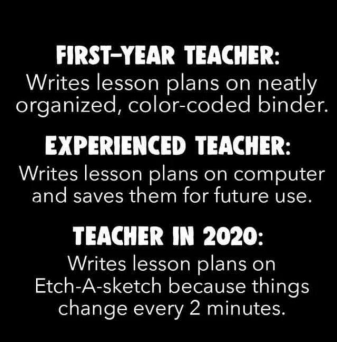 FIRST-YEAR TEACHER:
Writes lesson plans on neatly
organized, color-coded binder.
EXPERIENCED TEACHER:
Writes lesson plans on computer
and saves them for future use.
TEACHER IN 2020:
Writes lesson plans on
Etch-A-sketch because things
change every 2 minutes.